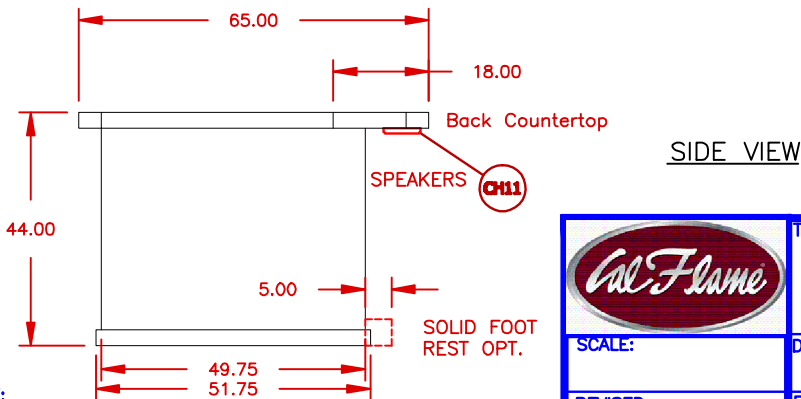 65.00
18.00
Back Countertop
SIDE VIEW
SPEAKERS
CH11
44.00
5.00
SOLID FOOT
REST OPT.
Cal Flame
SCALE:
49.75
51.75